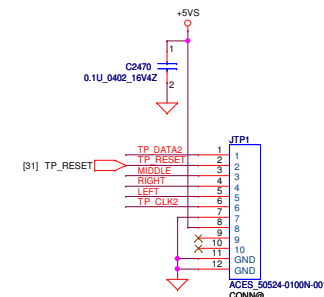 +5VS
1
C2470
0.1U_0402_16V4Z
2
JTP1
TP_DATA2 1 1
[31] TP_RESET TP_RESET 2 2
MIDDLE 3 3
RIGHT 4 4
LEFT 5 5
TP_CLK2 6 6
7 7
8 8
9 9
10 10
11 GND
12 GND
ACES_50524-0100N-00
CONN@